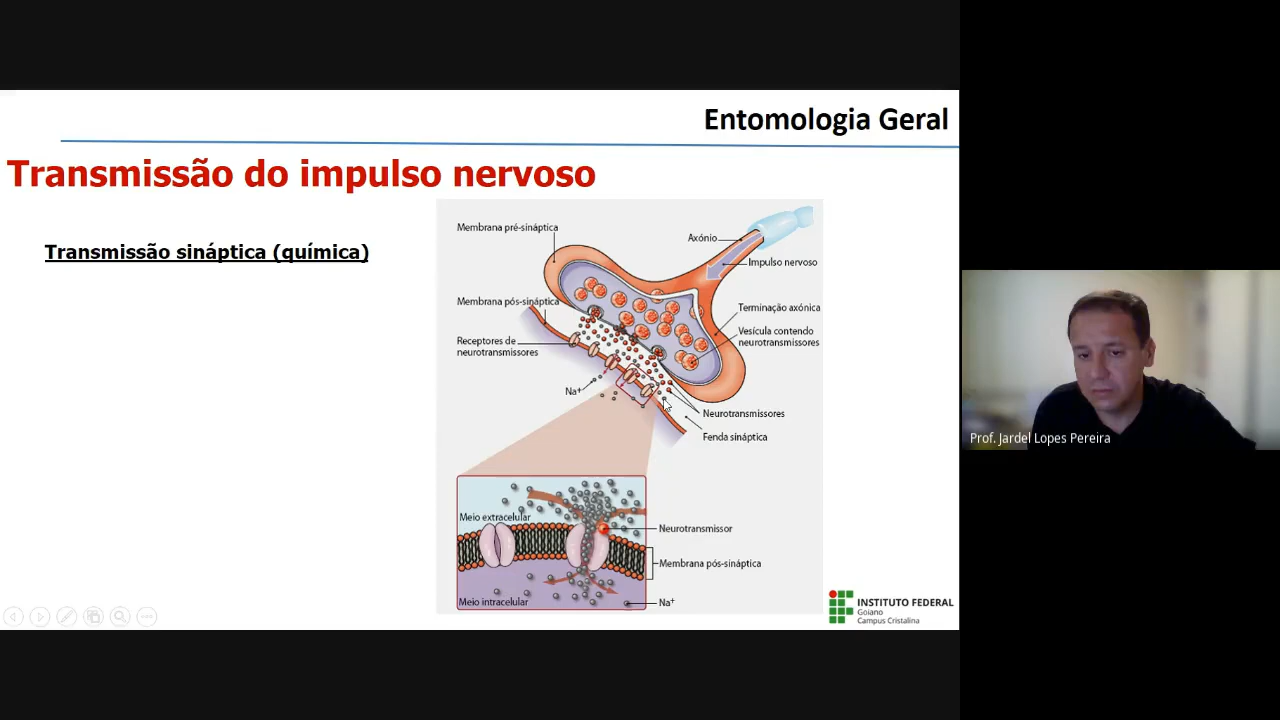 Entomologia Geral
Transmissão do impulso nervoso
Transmissão sináptica (química)
Membrana pré-sináptica
Axónio
Impulso nervoso
Membrana pós-sináptica
Terminação axónica
Vesícula contendo
neurotransmissores
Receptores de
neurotransmissores
Na⁺
Neurotransmissores
Fenda sináptica
Meio extracelular
Neurotransmissor
Membrana pós-sináptica
Meio intracelular
Na⁺
INSTITUTO FEDERAL
Goiano
Campus Cristalina
Prof. Jardel Lopes Pereira